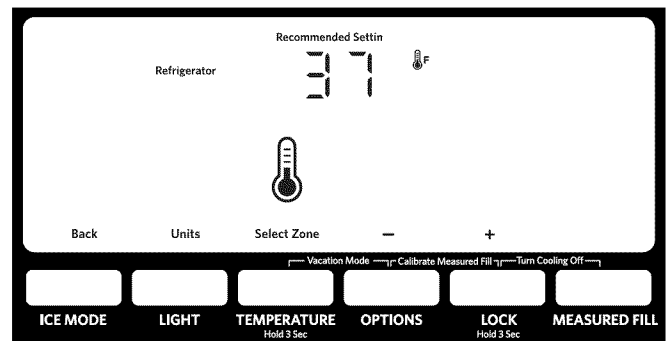 Recommended Settin
Refrigerator 37 F
Back Units Select Zone − +
Vacation Mode Calibrate Measured Fill Turn Cooling Off
ICE MODE LIGHT TEMPERATURE OPTIONS LOCK MEASURED FILL
Hold 3 Sec Hold 3 Sec